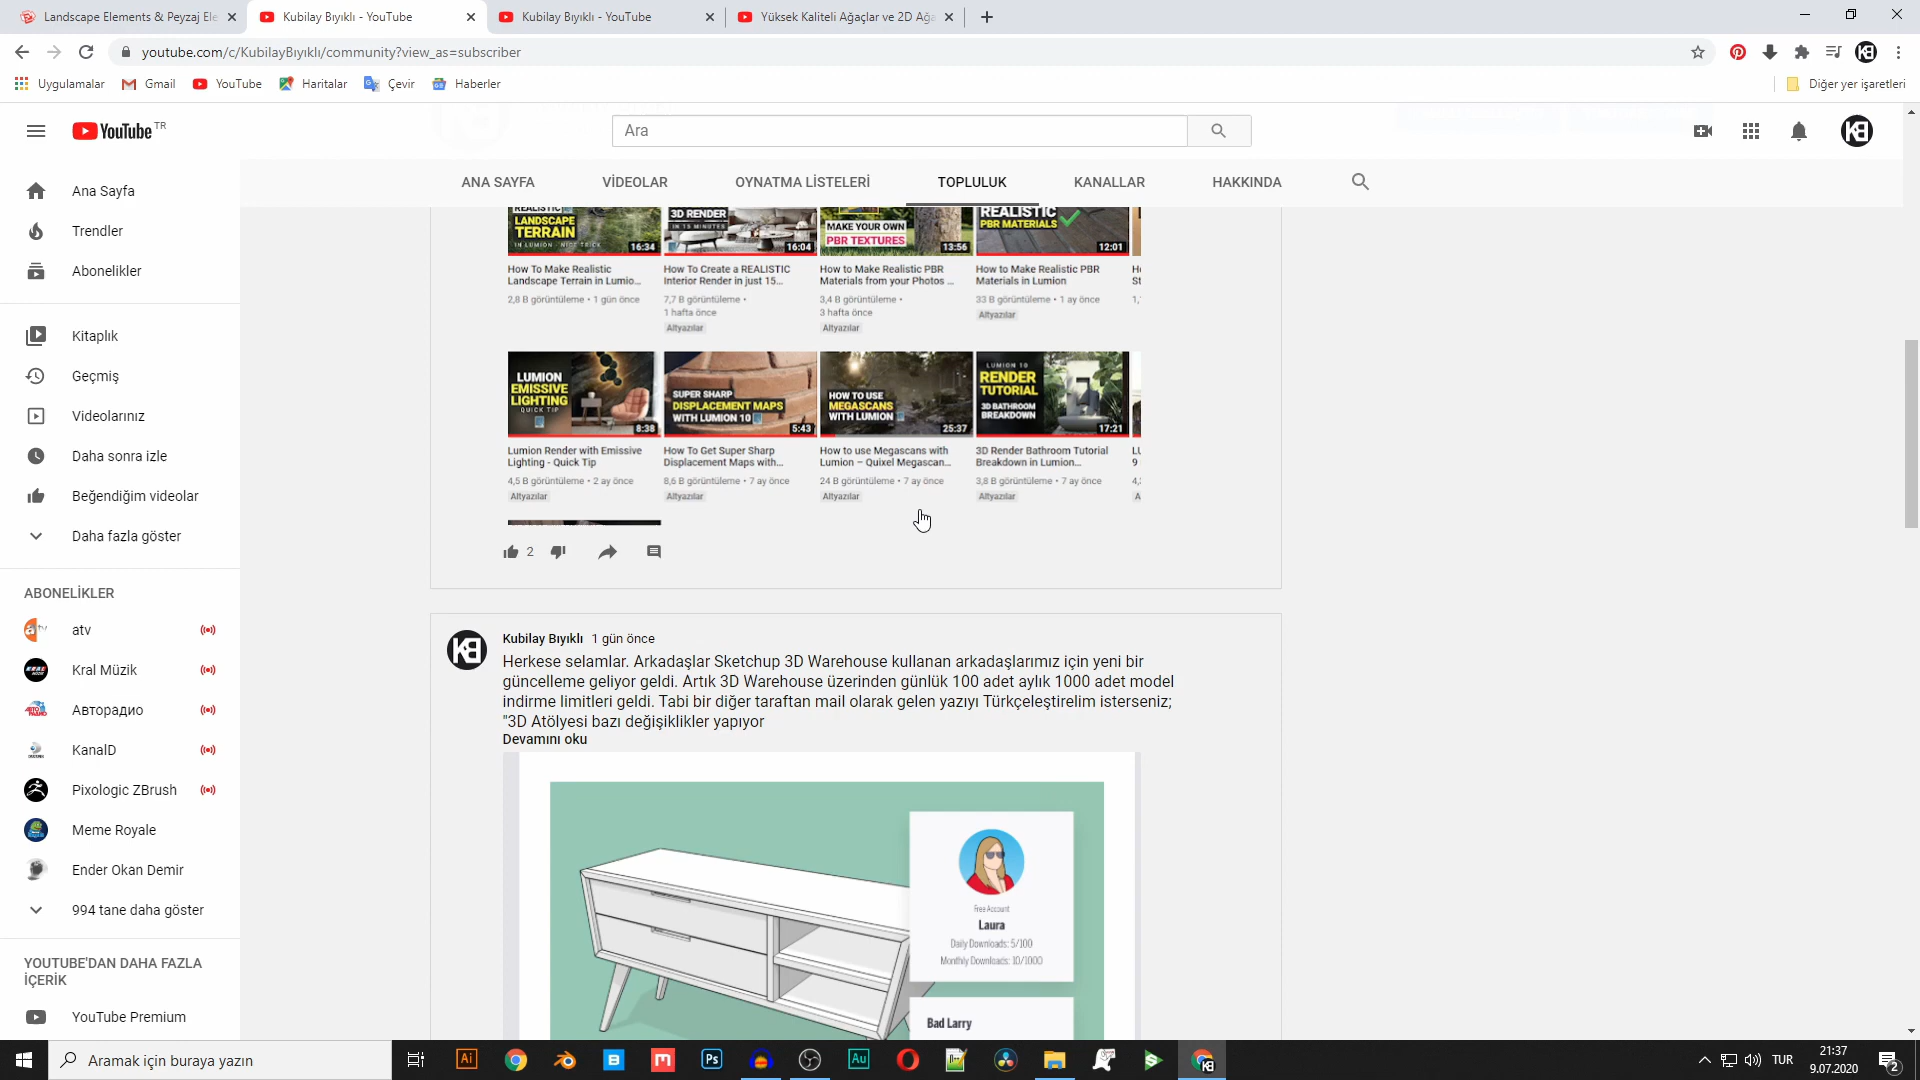 Landscape Elements & Peyzaj Ele
Kubilay Bıyıklı - YouTube
Kubilay Bıyıklı - YouTube
Yüksek Kaliteli Ağaçlar ve 2D Ağa
youtube.com/c/KubilayBıyıklı/community?view_as=subscriber
Uygulamalar
Gmail
YouTube
Haritalar
Çevir
Haberler
Diğer yer işaretleri
YouTube TR
Ara
ANA SAYFA
VİDEOLAR
OYNATMA LİSTELERİ
TOPLULUK
KANALLAR
HAKKINDA
Ana Sayfa
Trendler
Abonelikler
Kitaplık
Geçmiş
Videolarınız
Daha sonra izle
Beğendiğim videolar
Daha fazla göster
ABONELİKLER
atv
Kral Müzik
Авторадио
KanalD
Pixologic ZBrush
Meme Royale
Ender Okan Demir
994 tane daha göster
YOUTUBE'DAN DAHA FAZLA
İÇERİK
YouTube Premium
REALISTIC
LANDSCAPE
TERRAIN
IN LUMION - NICE TRICK
16:34
How To Make Realistic
Landscape Terrain in Lumio...
2,8 B görüntüleme • 1 gün önce
3D RENDER
IN 15 MINUTES
16:04
How To Create a REALISTIC
Interior Render in just 15...
7,7 B görüntüleme •
1 hafta önce
Altyazılar
MAKE YOUR OWN
PBR TEXTURES
13:56
How to Make Realistic PBR
Materials from your Photos ...
3,4 B görüntüleme •
3 hafta önce
Altyazılar
REALISTIC
PBR MATERIALS
12:01
How to Make Realistic PBR
Materials in Lumion
33 B görüntüleme • 1 ay önce
Altyazılar
LUMION
EMISSIVE
LIGHTING
QUICK TIP
8:38
Lumion Render with Emissive
Lighting - Quick Tip
4,5 B görüntüleme • 2 ay önce
Altyazılar
SUPER SHARP
DISPLACEMENT MAPS
WITH LUMION 10
5:43
How To Get Super Sharp
Displacement Maps with...
8,6 B görüntüleme • 7 ay önce
Altyazılar
HOW TO USE
MEGASCANS
WITH LUMION
25:37
How to use Megascans with
Lumion – Quixel Megascan...
24 B görüntüleme • 7 ay önce
Altyazılar
LUMION 10
RENDER
TUTORIAL
3D BATHROOM
BREAKDOWN
17:21
3D Render Bathroom Tutorial
Breakdown in Lumion...
3,8 B görüntüleme • 7 ay önce
Altyazılar
2
Kubilay Bıyıklı 1 gün önce
Herkese selamlar. Arkadaşlar Sketchup 3D Warehouse kullanan arkadaşlarımız için yeni bir
güncelleme geliyor geldi. Artık 3D Warehouse üzerinden günlük 100 adet aylık 1000 adet model
indirme limitleri geldi. Tabi bir diğer taraftan mail olarak gelen yazıyı Türkçeleştirelim isterseniz;
"3D Atölyesi bazı değişiklikler yapıyor
Devamını oku
Free Account
Laura
Daily Downloads: 5/100
Monthly Downloads: 10/1000
Bad Larry
Aramak için buraya yazın
TUR
21:37
9.07.2020
2